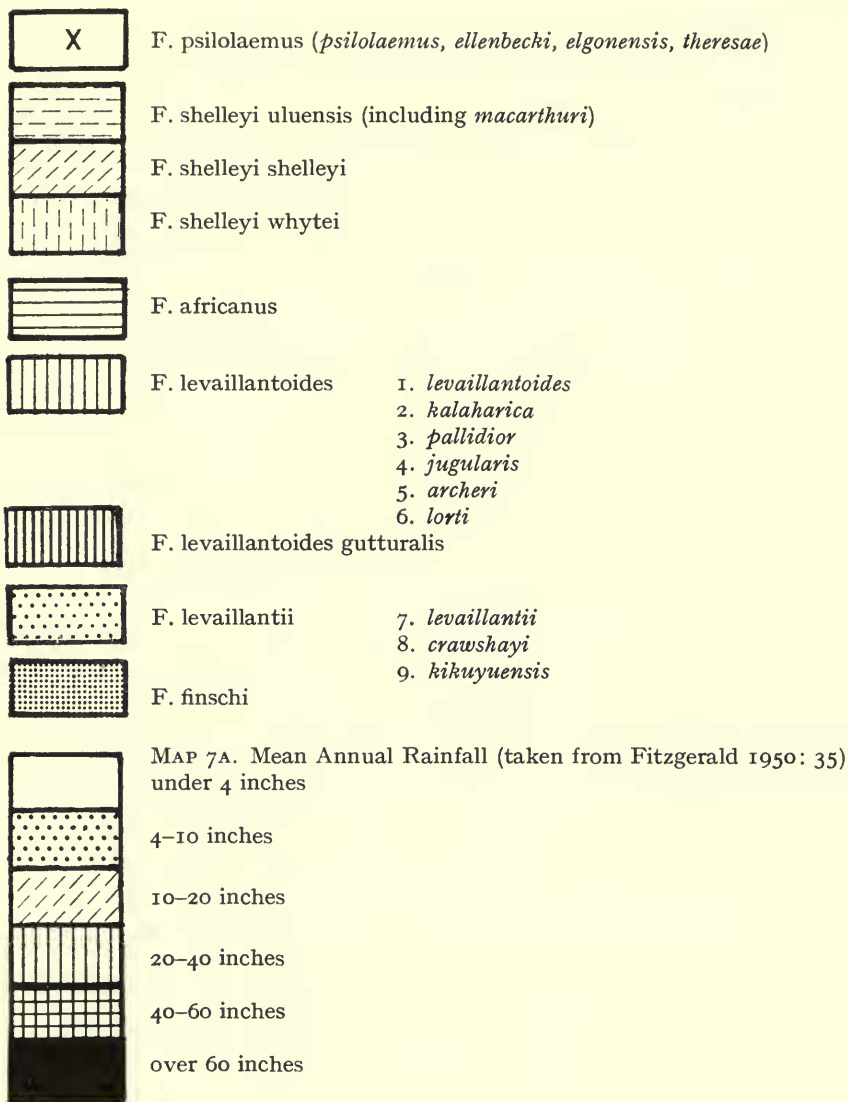 X F. psilolaemus (psilolaemus, ellenbecki, elgonensis, theresae)
F. shelleyi uluensis (including macarthuri)
F. shelleyi shelleyi
F. shelleyi whytei
F. africanus
F. levaillantoides 1. levaillantoides
2. kalaharica
3. pallidior
4. jugularis
5. archeri
6. lorti
F. levaillantoides gutturalis
F. levaillantii 7. levaillantii
8. crawshayi
9. kikuyuensis
F. finschi
MAP 7A. Mean Annual Rainfall (taken from Fitzgerald 1950: 35)
under 4 inches
4–10 inches
10–20 inches
20–40 inches
40–60 inches
over 60 inches